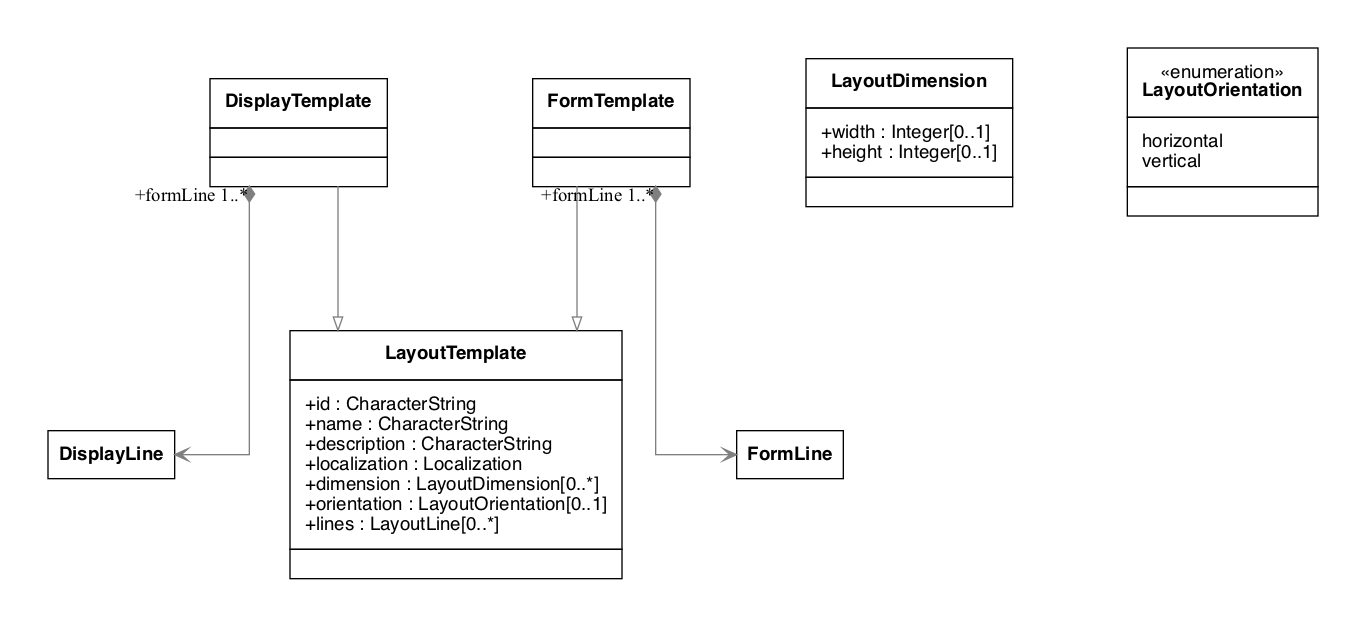 DisplayTemplate
+formLine 1..*
FormTemplate
+formLine 1..*
LayoutDimension
+width : Integer[0..1]
+height : Integer[0..1]
«enumeration»
LayoutOrientation
horizontal
vertical
LayoutTemplate
+id : CharacterString
+name : CharacterString
+description : CharacterString
+localization : Localization
+dimension : LayoutDimension[0..*]
+orientation : LayoutOrientation[0..1]
+lines : LayoutLine[0..*]
DisplayLine
FormLine